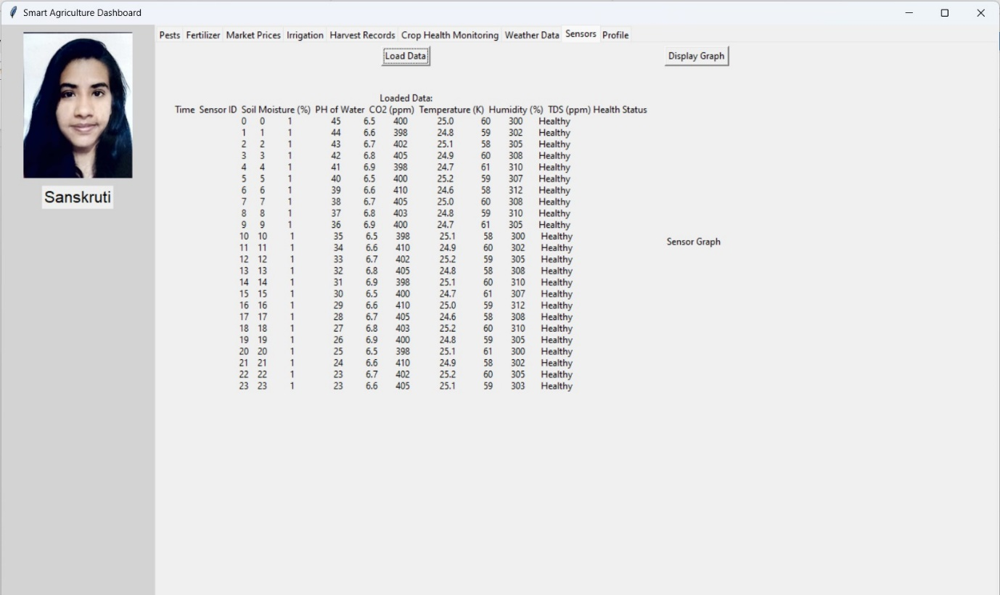 Smart Agriculture Dashboard
Pests Fertilizer Market Prices Irrigation Harvest Records Crop Health Monitoring Weather Data Sensors Profile
Load Data Display Graph
Sanskruti
Loaded Data:
Time Sensor ID Soil Moisture (%) PH of Water CO2 (ppm) Temperature (K) Humidity (%) TDS (ppm) Health Status
0 0 1 45 6.5 400 25.0 60 300 Healthy
1 1 1 44 6.6 398 24.8 59 302 Healthy
2 2 1 43 6.7 402 25.1 58 305 Healthy
3 3 1 42 6.8 405 24.9 60 308 Healthy
4 4 1 41 6.9 398 24.7 61 310 Healthy
5 5 1 40 6.5 400 25.2 59 307 Healthy
6 6 1 39 6.6 410 24.6 58 312 Healthy
7 7 1 38 6.7 405 25.0 60 308 Healthy
8 8 1 37 6.8 403 24.8 59 310 Healthy
9 9 1 36 6.9 400 24.7 61 305 Healthy
10 10 1 35 6.5 398 25.1 58 300 Healthy
11 11 1 34 6.6 410 24.9 60 302 Healthy
12 12 1 33 6.7 402 25.2 59 305 Healthy
13 13 1 32 6.8 405 24.8 58 308 Healthy
14 14 1 31 6.9 398 25.1 60 310 Healthy
15 15 1 30 6.5 400 24.7 61 307 Healthy
16 16 1 29 6.6 410 25.0 59 312 Healthy
17 17 1 28 6.7 405 24.6 58 308 Healthy
18 18 1 27 6.8 403 25.2 60 310 Healthy
19 19 1 26 6.9 400 24.8 59 305 Healthy
20 20 1 25 6.5 398 25.1 61 300 Healthy
21 21 1 24 6.6 410 24.9 58 302 Healthy
22 22 1 23 6.7 402 25.2 60 305 Healthy
23 23 1 23 6.6 405 25.1 59 303 Healthy
Sensor Graph